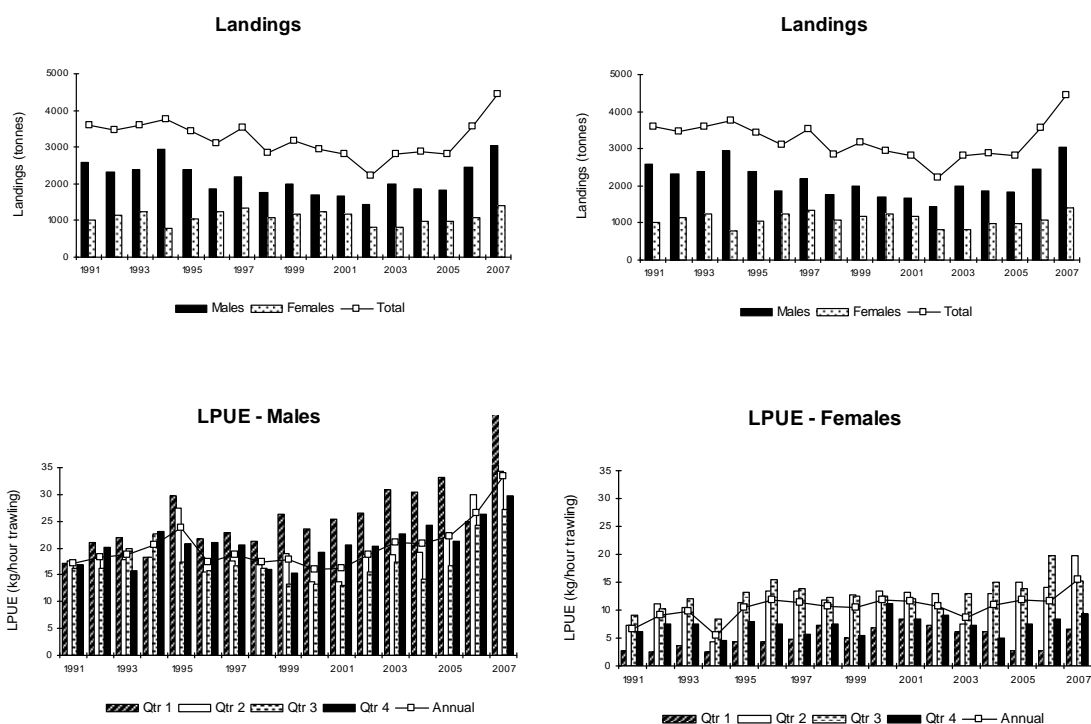 Landings
Landings (tonnes)
5000
4000
3000
2000
1000
0
1991 1993 1995 1997 1999 2001 2003 2005 2007
Males Females Total
Landings
Landings (tonnes)
5000
4000
3000
2000
1000
0
1991 1993 1995 1997 1999 2001 2003 2005 2007
Males Females Total
LPUE - Males
LPUE (kg/hour trawling)
35
30
25
20
15
10
5
0
1991 1993 1995 1997 1999 2001 2003 2005 2007
Qtr 1 Qtr 2 Qtr 3 Qtr 4 Annual
LPUE - Females
LPUE (kg/hour trawling)
35
30
25
20
15
10
5
0
1991 1993 1995 1997 1999 2001 2003 2005 2007
Qtr 1 Qtr 2 Qtr 3 Qtr 4 Annual